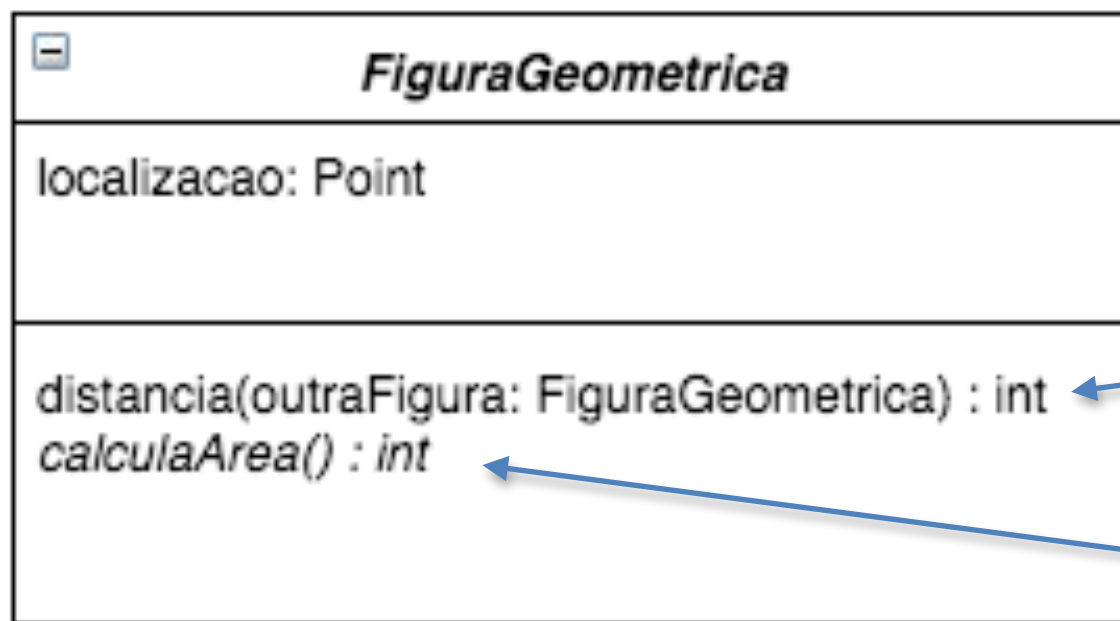 FiguraGeometrica
localizacao: Point
distancia(outraFigura: FiguraGeometrica) : int
calculaArea() : int